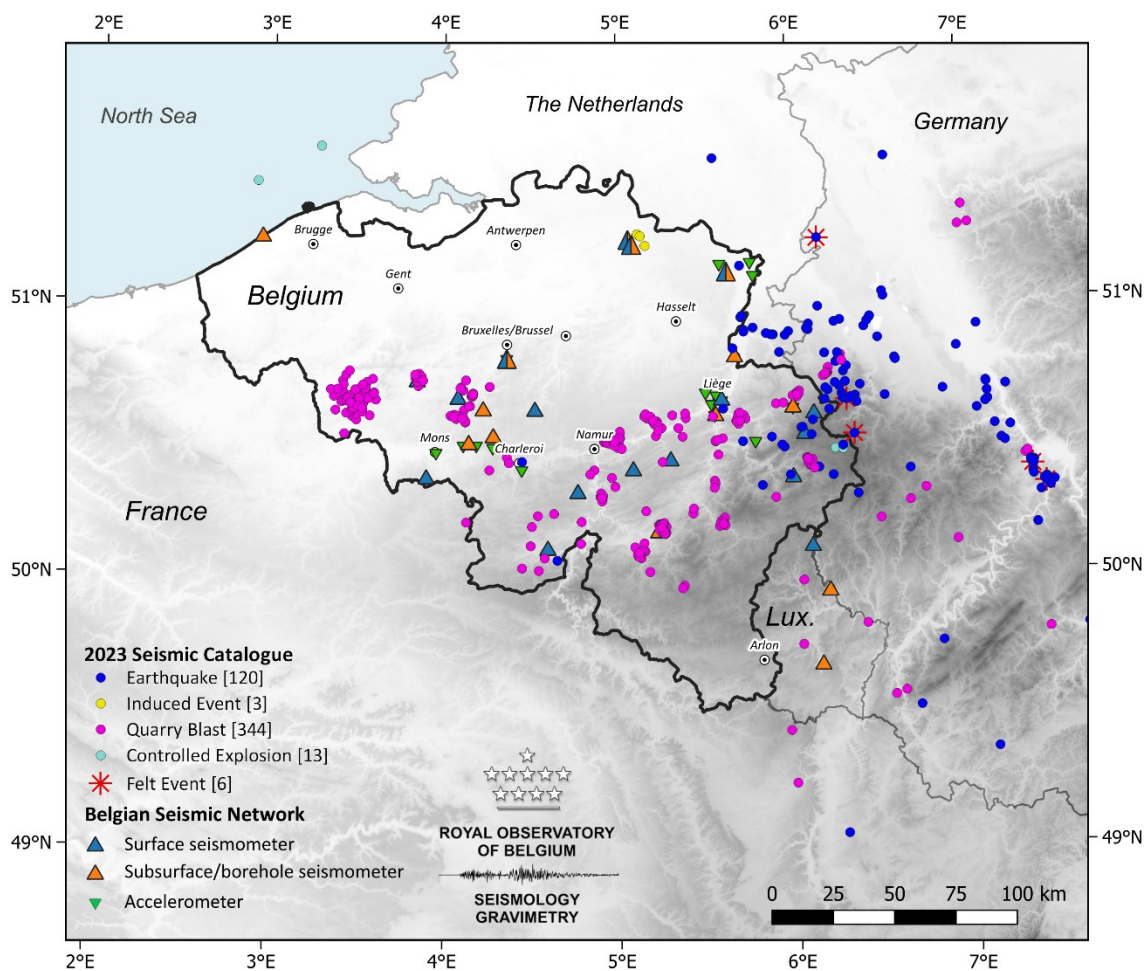 2°E
3°E
4°E
5°E
6°E
7°E
North Sea
The Netherlands
Germany
Brugge
Antwerpen
Gent
51°N
51°N
Belgium
Hasselt
Bruxelles/Brussel
Liège
Mons
Charleroi
Namur
France
50°N
50°N
Lux.
Arlon
2023 Seismic Catalogue
Earthquake [120]
Induced Event [3]
Quarry Blast [344]
Controlled Explosion [13]
Felt Event [6]
Belgian Seismic Network
Surface seismometer
Subsurface/borehole seismometer
Accelerometer
ROYAL OBSERVATORY
OF BELGIUM
SEISMOLOGY
GRAVIMETRY
49°N
49°N
0 25 50 75 100 km
2°E
3°E
4°E
5°E
6°E
7°E